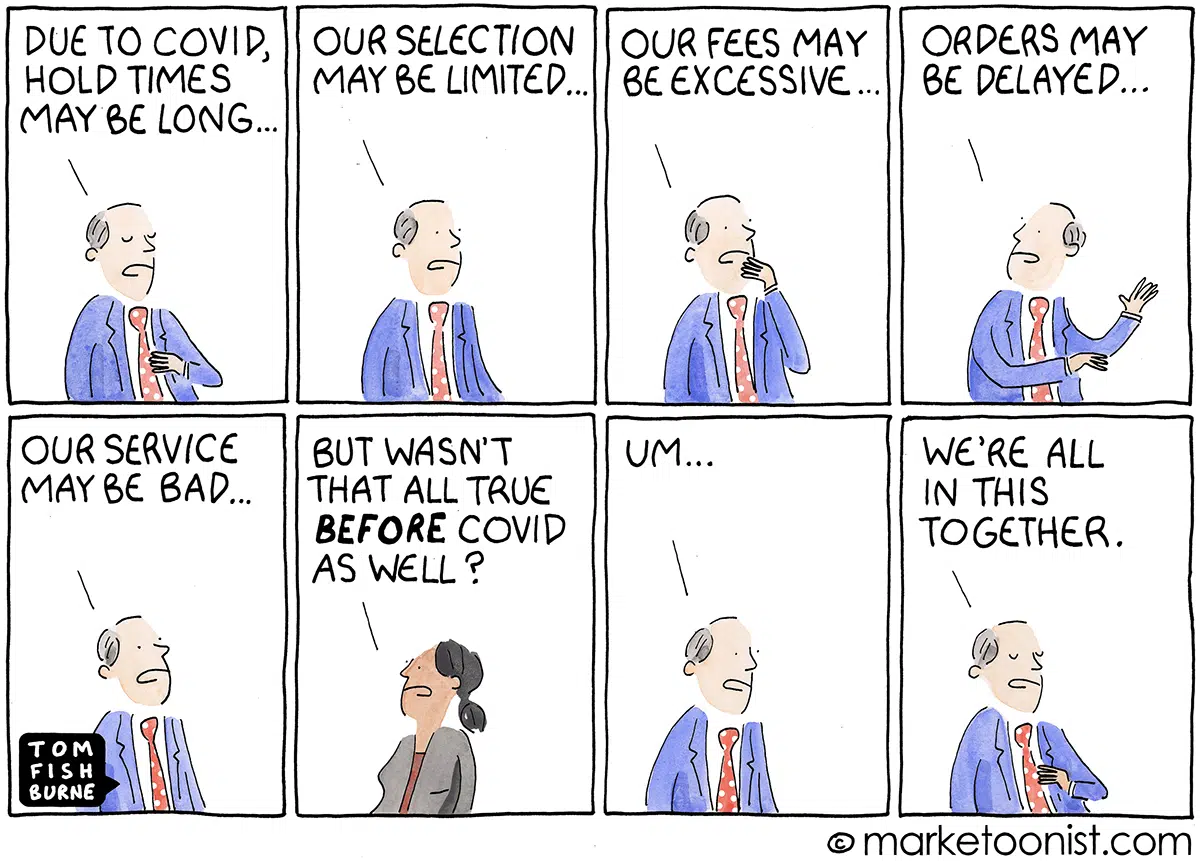 DUE TO COVID,
HOLD TIMES
MAY BE LONG...
OUR SELECTION
MAY BE LIMITED...
OUR FEES MAY
BE EXCESSIVE...
ORDERS MAY
BE DELAYED...
OUR SERVICE
MAY BE BAD...
TOM
FISH
BURNE
BUT WASN'T
THAT ALL TRUE
BEFORE COVID
AS WELL?
UM...
WE'RE ALL
IN THIS
TOGETHER.
© marketoonist.com